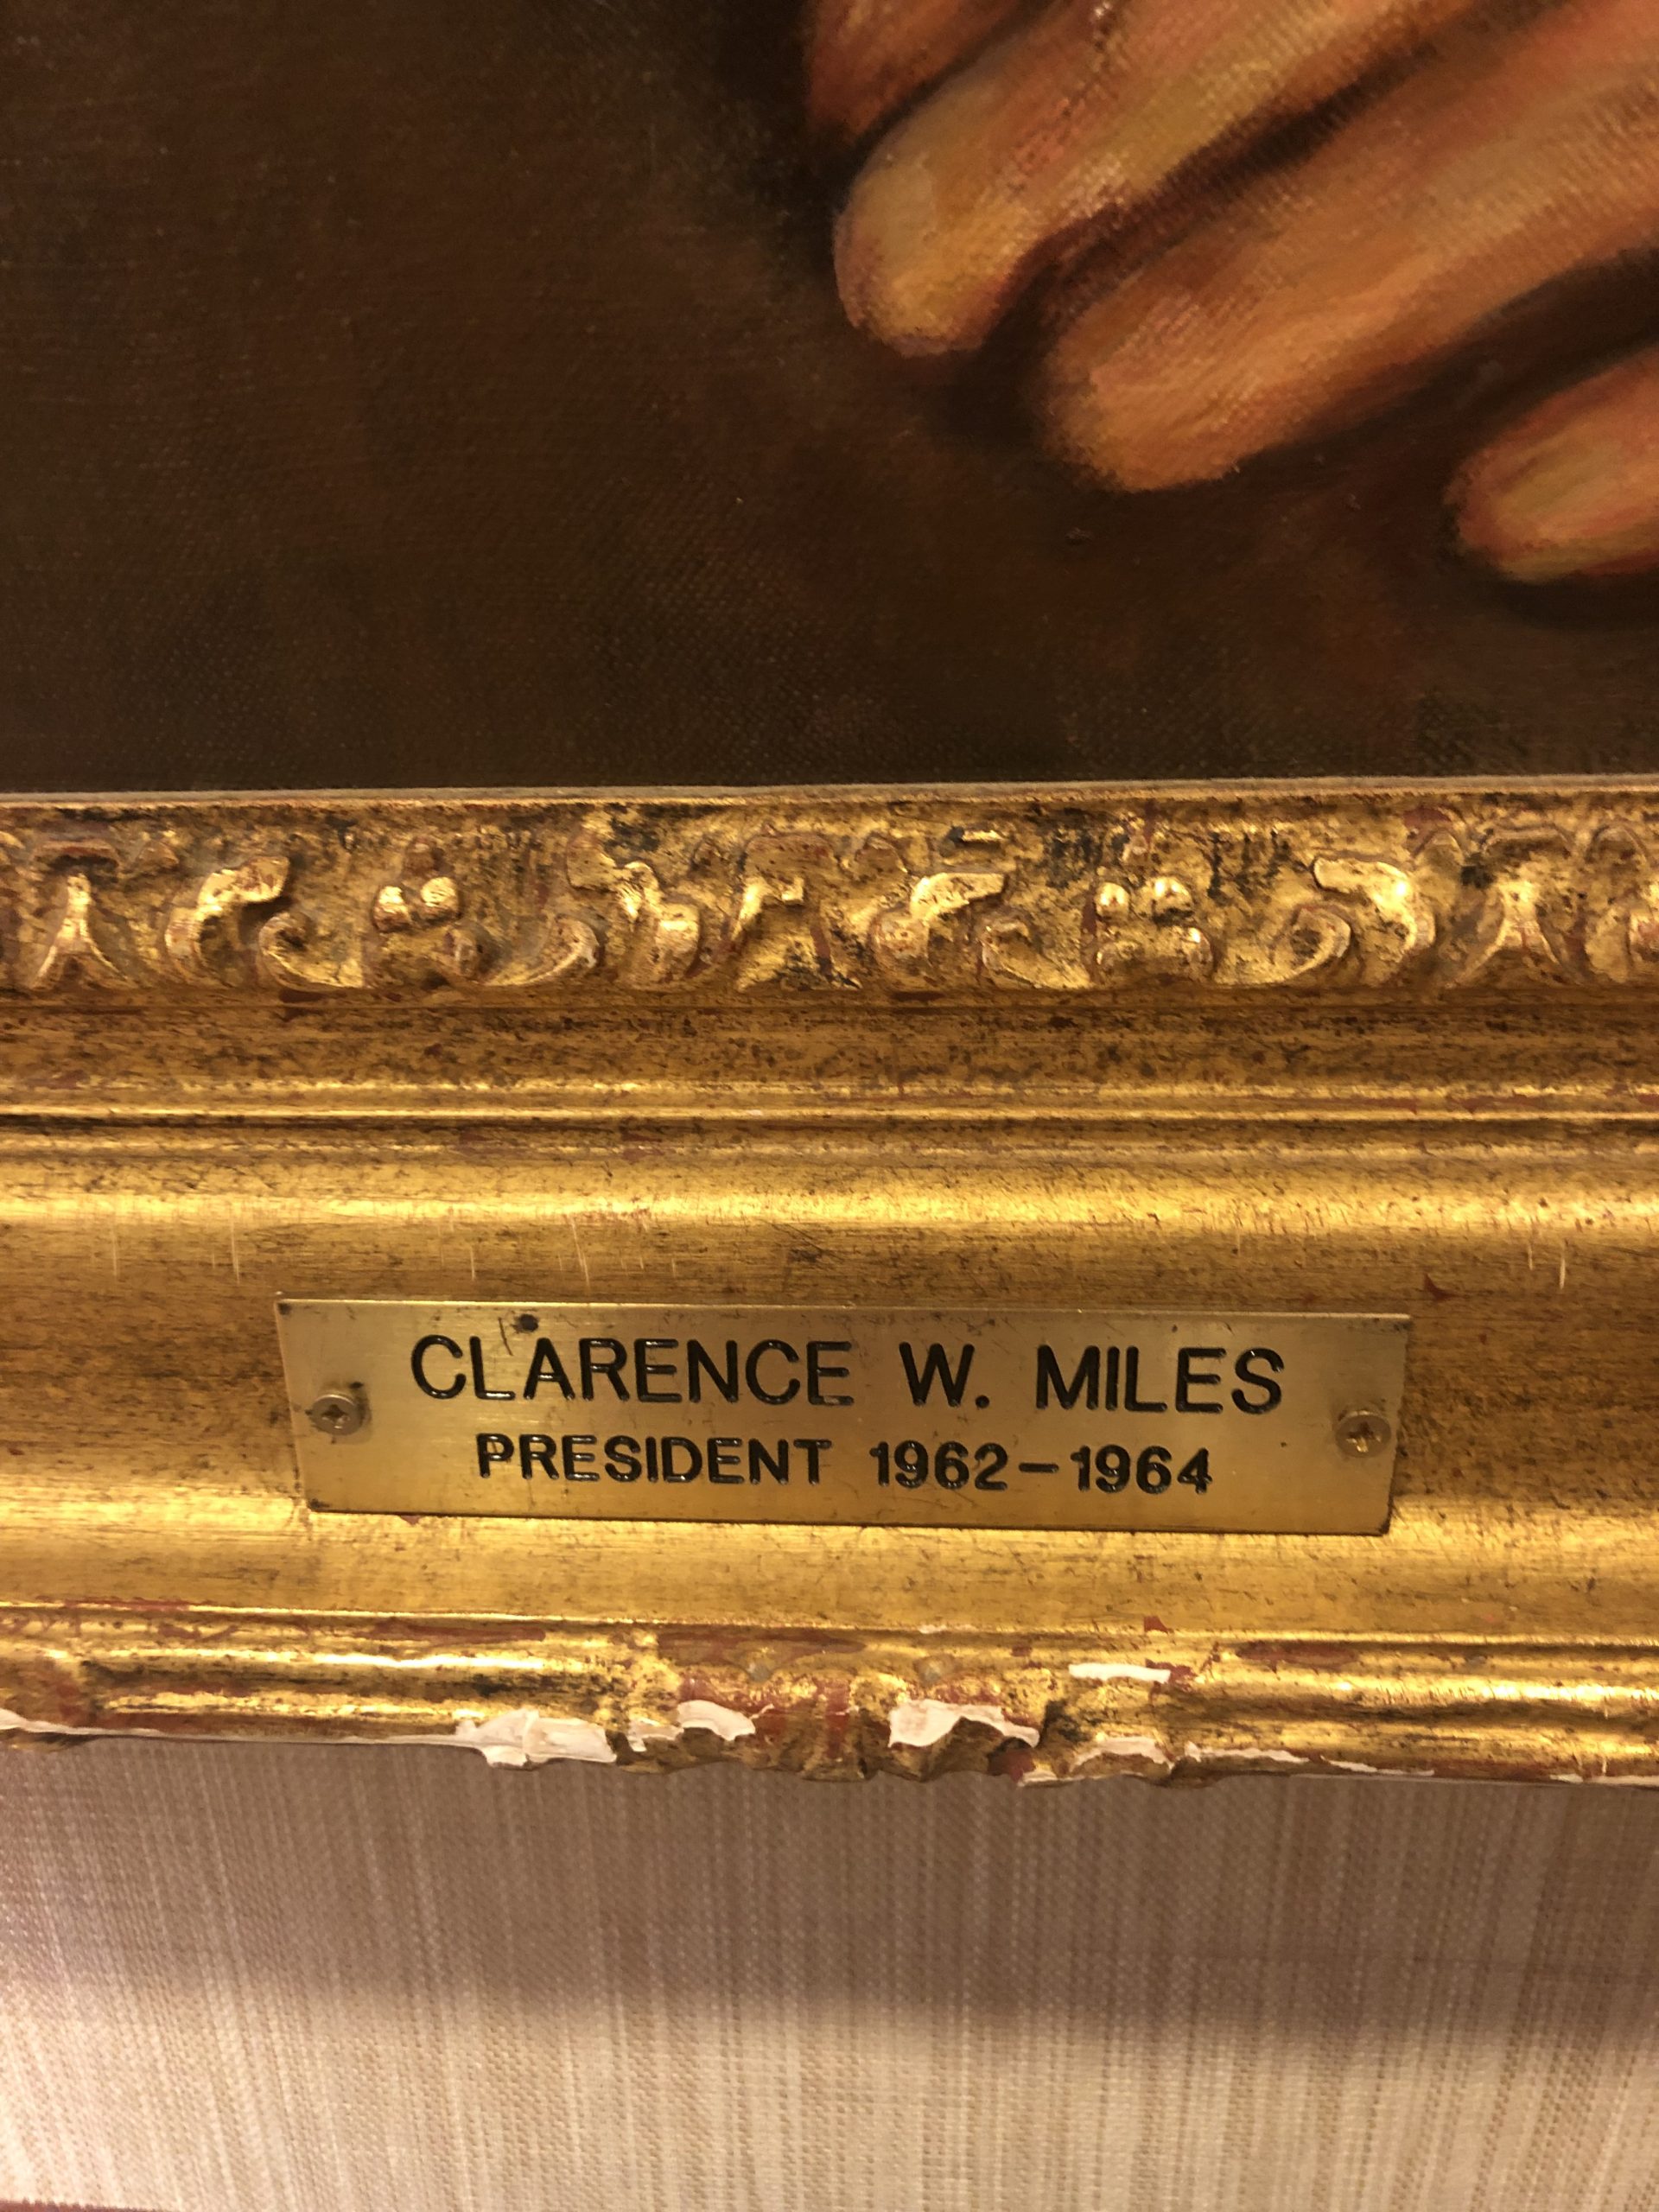 CLARENCE W. MILES
PRESIDENT 1962-1964